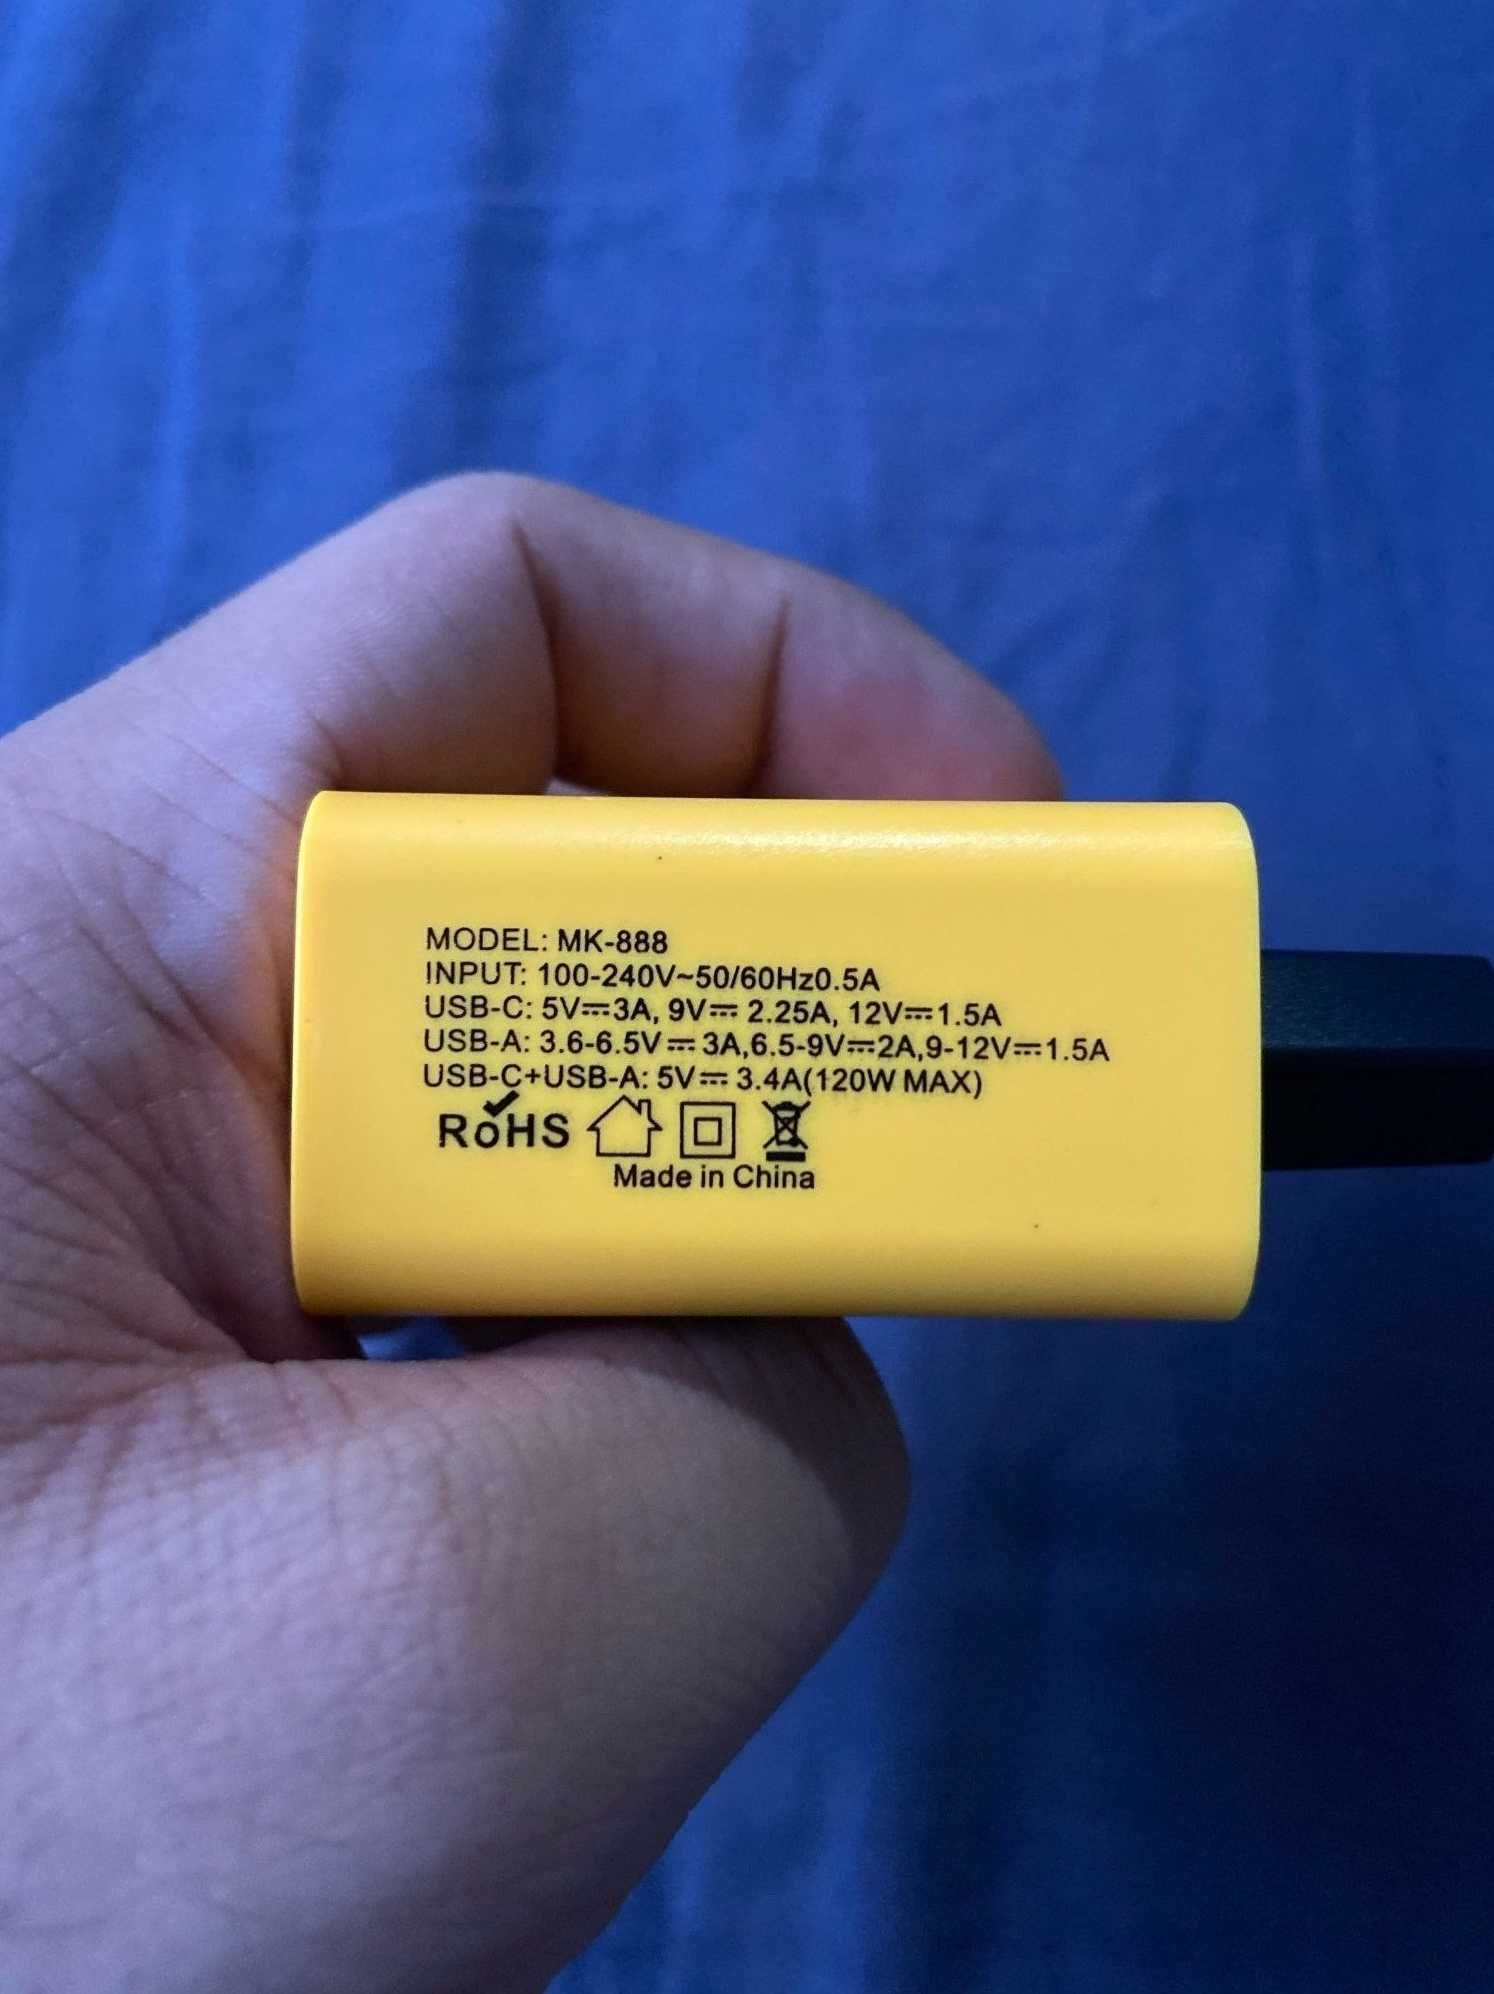 MODEL: MK-888
INPUT: 100-240V~50/60Hz0.5A
USB-C: 5V⎓3A, 9V⎓ 2.25A, 12V⎓1.5A
USB-A: 3.6-6.5V⎓ 3A,6.5-9V⎓2A,9-12V⎓1.5A
USB-C+USB-A: 5V⎓ 3.4A(120W MAX)
RoHS
Made in China